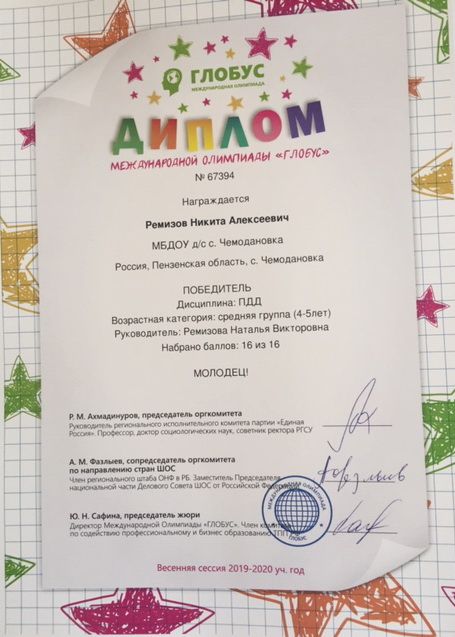 ГЛОБУС
МЕЖДУНАРОДНАЯ ОЛИМПИАДА
ДИПЛОМ
МЕЖДУНАРОДНОЙ ОЛИМПИАДЫ «ГЛОБУС»
№ 67394
Награждается
Ремизов Никита Алексеевич
МБДОУ д/с с. Чемодановка
Россия, Пензенская область, с. Чемодановка
ПОБЕДИТЕЛЬ
Дисциплина: ПДД
Возрастная категория: средняя группа (4-5лет)
Руководитель: Ремизова Наталья Викторовна
Набрано баллов: 16 из 16
МОЛОДЕЦ!
Р. М. Ахмадинуров, председатель оргкомитета
Руководитель регионального исполнительного комитета партии «Единая
Россия». Профессор, доктор социологических наук, советник ректора РГСУ
А. М. Фазлыев, сопредседатель оргкомитета
по направлению стран ШОС
Член регионального штаба ОНФ в РБ. Заместитель Председателя
национальной части Делового Совета ШОС от Российской Федерации
Фазлыев
Ю. Н. Сафина, председатель жюри
Директор Международной Олимпиады «ГЛОБУС». Член
по содействию профессиональному и бизнес образованию ТПП
МЕЖДУНАРОДНАЯ ОЛИМПИАДА
ГЛОБУС
Весенняя сессия 2019-2020 уч. год